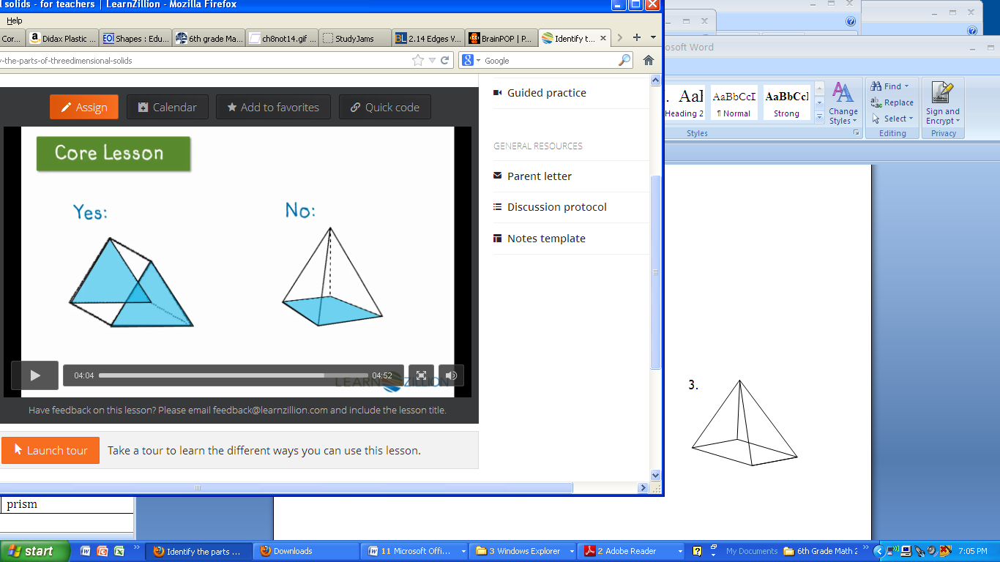 l solids - for teachers | LearnZillion - Mozilla Firefox
Help
Cor...
Didax Plastic ...
EO Shapes : Edu...
6th grade Ma...
ch8not14.gif ...
StudyJams
BL 2.14 Edges V...
BrainPOP | P...
Identify t...
y-the-parts-of-threedimensional-solids
Google
osoft Word
Assign
Calendar
Add to favorites
Quick code
Guided practice
GENERAL RESOURCES
Parent letter
Discussion protocol
Notes template
Core Lesson
Yes:
No:
04:04
04:52
LEARNZILLION
Have feedback on this lesson? Please email feedback@learnzillion.com and include the lesson title.
Launch tour
Take a tour to learn the different ways you can use this lesson.
AaBbCcI
AaBbCcl
Heading 2
¶ Normal
Strong
Change Styles
Styles
Find
Replace
Select
Editing
Sign and Encrypt
Privacy
3.
prism
start
Identify the parts ...
Downloads
11 Microsoft Offi...
3 Windows Explorer
2 Adobe Reader
My Documents
6th Grade Math 2
7:05 PM